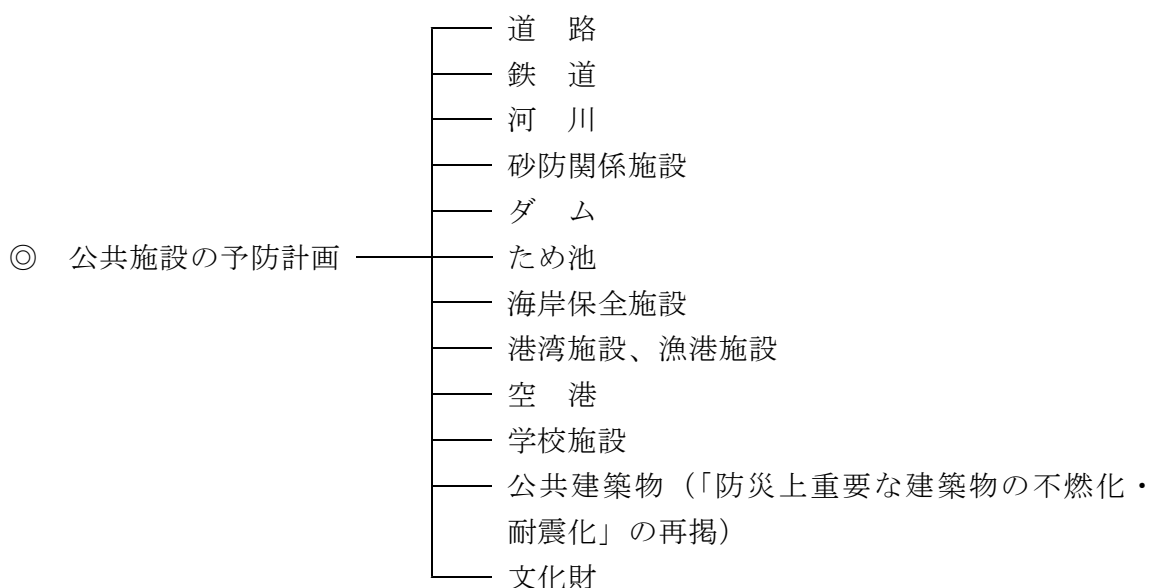 道　路
鉄　道
河　川
砂防関係施設
ダ　ム
◎　公共施設の予防計画
ため池
海岸保全施設
港湾施設、漁港施設
空　港
学校施設
公共建築物（「防災上重要な建築物の不燃化・
耐震化」の再掲）
文化財